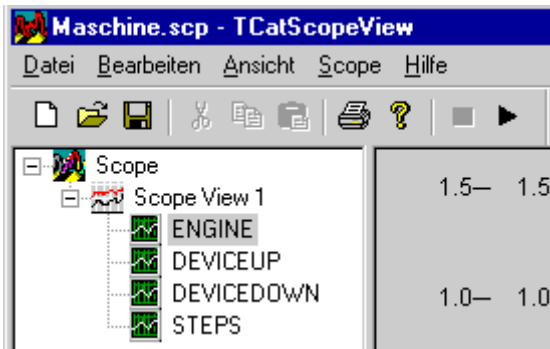 Maschine.scp - TCatScopeView
Datei Bearbeiten Ansicht Scope Hilfe
Scope
Scope View 1
ENGINE
DEVICEUP
DEVICEDOWN
STEPS
1.5 1.5
1.0 1.0